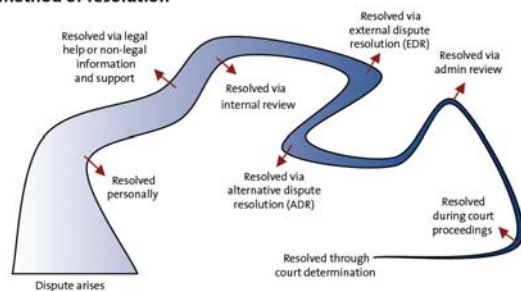 method of resolution
Resolved via legal
help or non-legal
information
and support
Resolved via
external dispute
resolution (EDR)
Resolved via
admin review
Resolved via
internal review
Resolved
personally
Resolved via
alternative dispute
resolution (ADR)
Resolved
during court
proceedings
Resolved through
court determination
Dispute arises